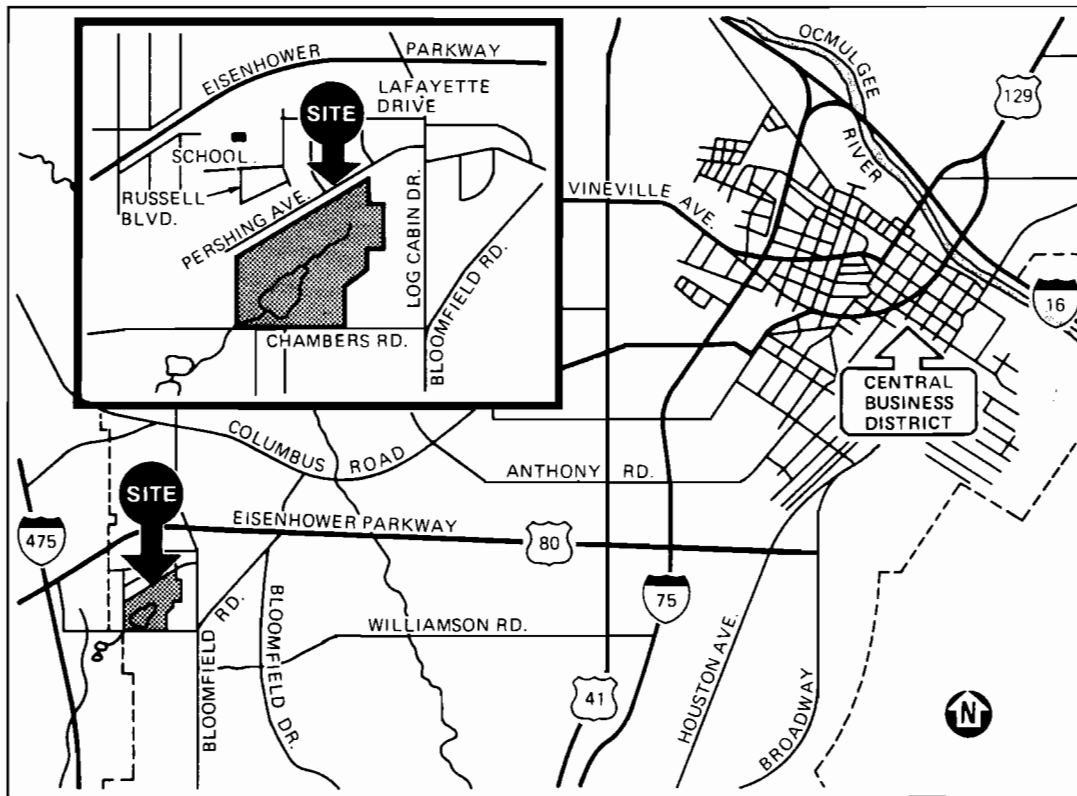 EISENHOWER
PARKWAY
LAFAYETTE
DRIVE
SITE
SCHOOL.
RUSSELL
BLVD.
PERSHING AVE.
LOG CABIN DR.
BLOOMFIELD RD.
CHAMBERS RD.
OCMULGEE
RIVER
129
VINEVILLE
AVE.
16
CENTRAL
BUSINESS
DISTRICT
COLUMBUS
ROAD
ANTHONY
RD.
SITE
475
EISENHOWER PARKWAY
80
75
BLOOMFIELD RD.
BLOOMFIELD
DR.
WILLIAMSON RD.
41
HOUSTON AVE.
BROADWAY
N